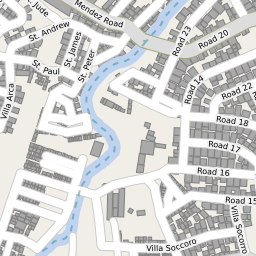 Jude
Mendez Road
St. Andrew
St. James
St. Peter
St. Paul
Road 23
Road 20
Road 14
Road 22
Road 18
Villa Arca
Road 17
Road 16
Road 15
Villa Socorro
Villa Soccoro